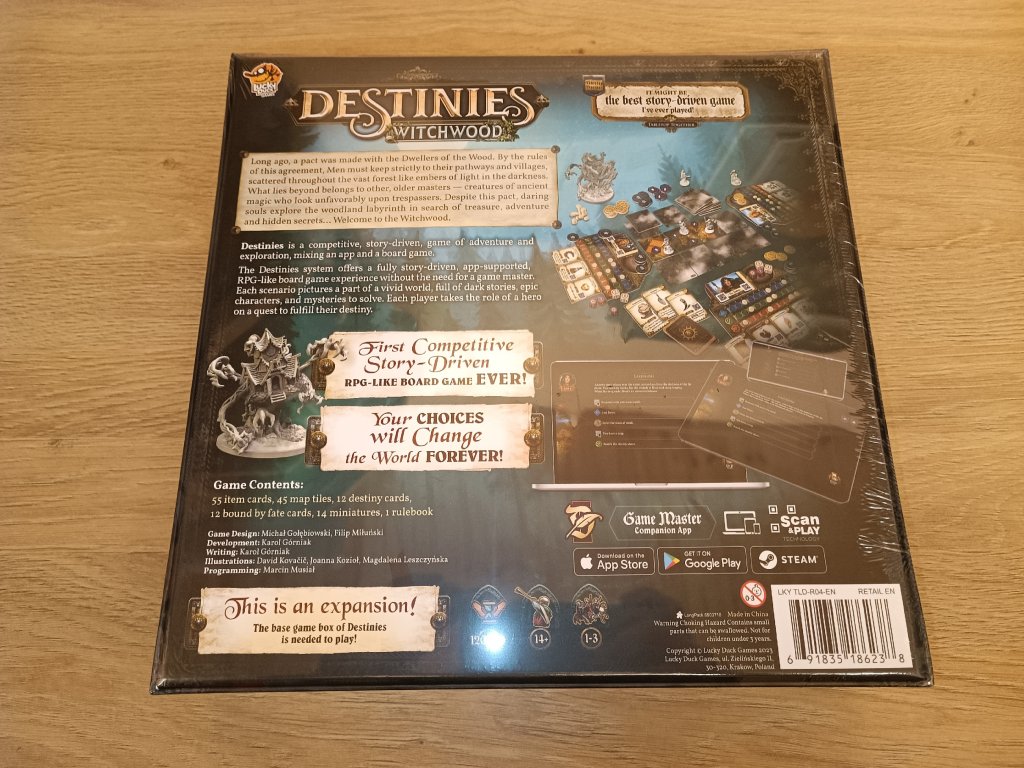 LUCKY
DESTINIES
WITCHWOOD
IT MIGHT BE
the best story-driven game
I've ever played!
TABLETOP TOGETHER
Long ago, a pact was made with the Dwellers of the Wood. By the rules
of this agreement, Men must keep strictly to their pathways and villages,
scattered throughout the vast forest like embers of light in the darkness.
What lies beyond belongs to other, older masters — creatures of ancient
magic who look unfavorably upon trespassers. Despite this pact, daring
souls explore the woodland labyrinth in search of treasure, adventure
and hidden secrets... Welcome to the Witchwood.
Destinies is a competitive, story-driven, game of adventure and
exploration, mixing an app and a board game.
The Destinies system offers a fully story-driven, app-supported,
RPG-like board game experience without the need for a game master.
Each scenario pictures a part of a vivid world, full of dark stories, epic
characters, and mysteries to solve. Each player takes the role of a hero
on a quest to fulfill their destiny.
First Competitive
Story-Driven
RPG-LIKE BOARD GAME EVER!
Your CHOICES
will Change
the World FOREVER!
Game Contents:
55 item cards, 45 map tiles, 12 destiny cards,
12 bound by fate cards, 14 miniatures, 1 rulebook
Game Design: Michał Gołębiowski, Filip Miłuński
Development: Karol Górniak
Writing: Karol Górniak
Illustrations: David Kovačič, Joanna Kozioł, Magdalena Leszczyńska
Programming: Marcin Musiał
Game Master
Companion App
Scan
&PLAY
TECHNOLOGY
Download on the
App Store
GET IT ON
Google Play
STEAM™
This is an expansion!
The base game box of Destinies
is needed to play!
14+
1-3
0-3
Made in China
Warning Choking Hazard Contains small
parts that can be swallowed. Not for
children under 3 years.
Copyright © Lucky Duck Games 2023
Lucky Duck Games, ul. Zielińskiego 11,
30-320, Krakow, Poland
LKY TLD-R04-EN RETAIL EN
6 91835 18623 8